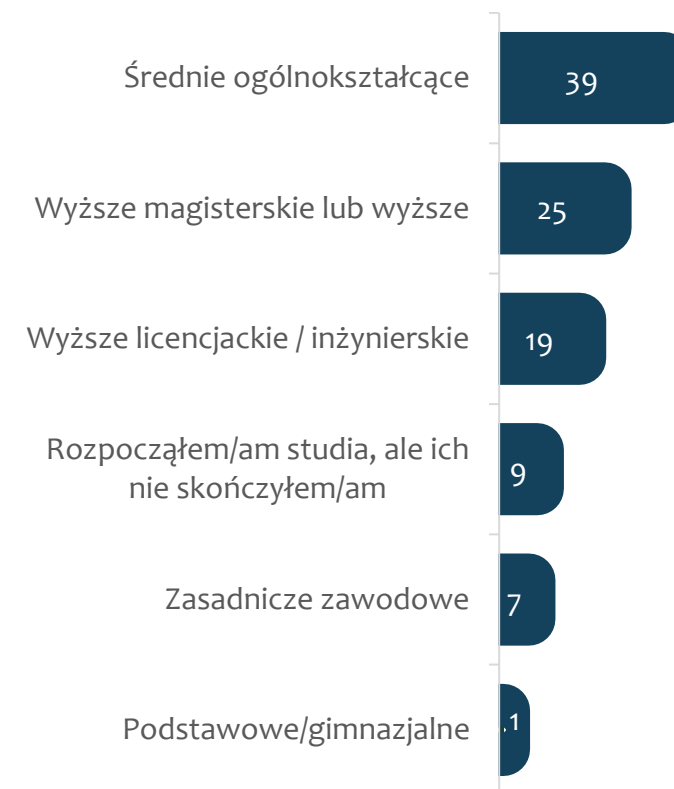 Średnie ogólnokształcące 39
Wyższe magisterskie lub wyższe 25
Wyższe licencjackie / inżynierskie 19
Rozpocząłem/am studia, ale ich
nie skończyłem/am 9
Zasadnicze zawodowe 7
Podstawowe/gimnazjalne .1